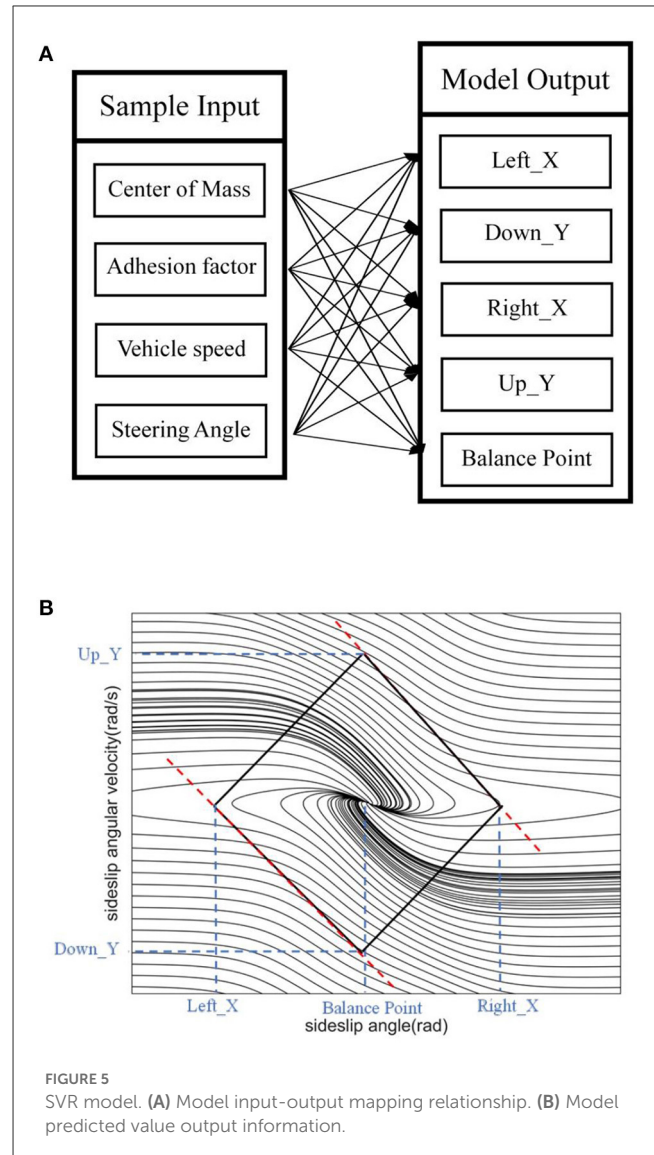 A
Sample Input
Center of Mass
Adhesion factor
Vehicle speed
Steering Angle
Model Output
Left_X
Down_Y
Right_X
Up_Y
Balance Point
B
Up_Y
sideslip angular velocity(rad/s)
Down_Y
Left_X
Balance Point
Right_X
sideslip angle(rad)
FIGURE 5
SVR model. (A) Model input-output mapping relationship. (B) Model
predicted value output information.